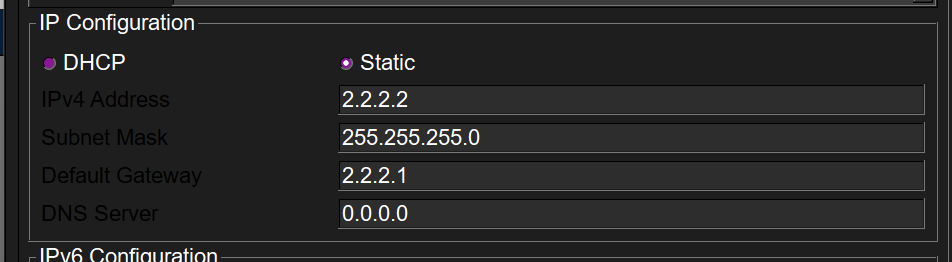 IP Configuration
DHCP Static
IPv4 Address 2.2.2.2
Subnet Mask 255.255.255.0
Default Gateway 2.2.2.1
DNS Server 0.0.0.0
IPv6 Configuration